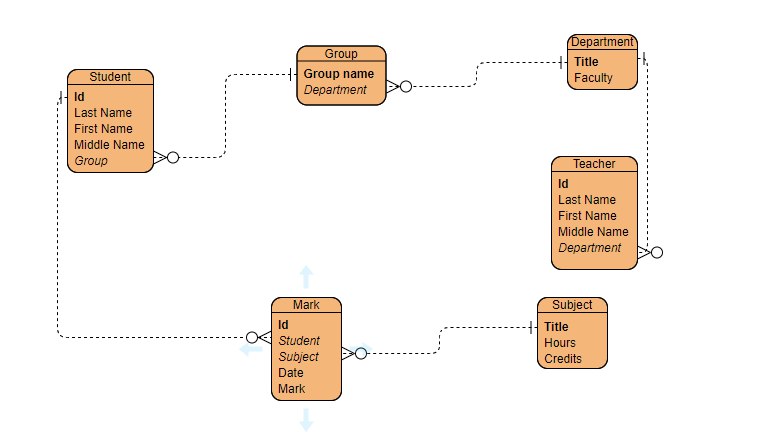 Student
Id
Last Name
First Name
Middle Name
Group
Group
Group name
Department
Department
Title
Faculty
Teacher
Id
Last Name
First Name
Middle Name
Department
Mark
Id
Student
Subject
Date
Mark
Subject
Title
Hours
Credits